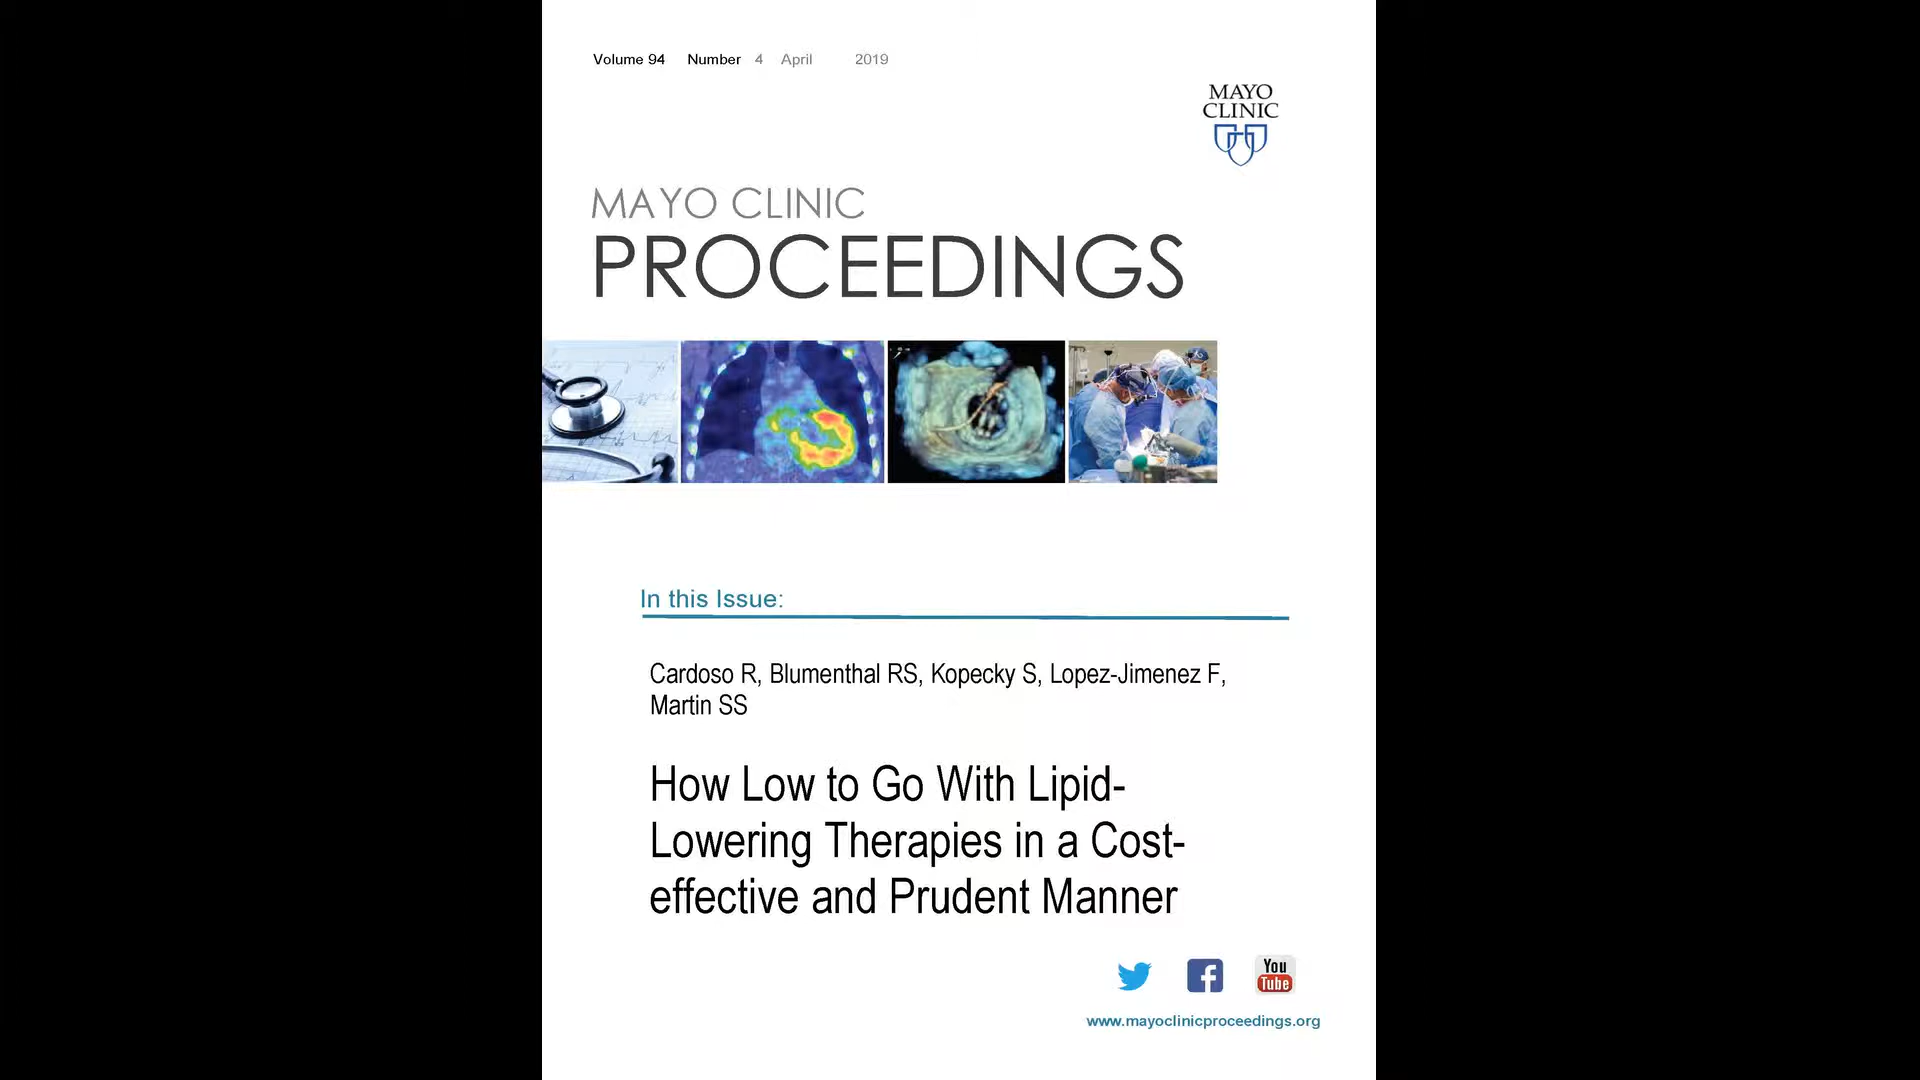 Volume 94 Number 4 April 2019
MAYO
CLINIC
MAYO CLINIC
PROCEEDINGS
In this Issue:
Cardoso R, Blumenthal RS, Kopecky S, Lopez-Jimenez F,
Martin SS
How Low to Go With Lipid-
Lowering Therapies in a Cost-
effective and Prudent Manner
You
Tube
www.mayoclinicproceedings.org